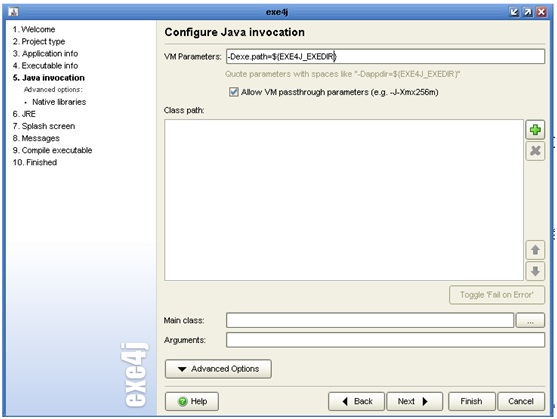 exe4j
1. Welcome
2. Project type
3. Application info
4. Executable info
5. Java invocation
Advanced options:
• Native libraries
6. JRE
7. Splash screen
8. Messages
9. Compile executable
10. Finished
exe4j
Configure Java invocation
VM Parameters: -Dexe.path=${EXE4J_EXEDIR}
Quote parameters with spaces like "-Dappdir=${EXE4J_EXEDIR}"
Allow VM passthrough parameters (e.g. -J-Xmx256m)
Class path:
Toggle 'Fail on Error'
Main class: ...
Arguments:
Advanced Options
Help Back Next Finish Cancel